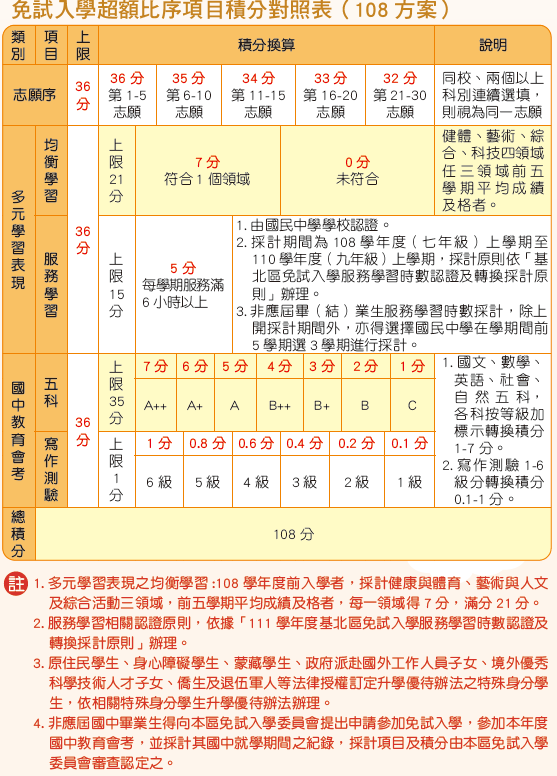 免試入學超額比序項目積分對照表（108 方案）
類別
項目
上限
積分換算
說明
志願序
36
分
36 分
第 1-5
志願
35 分
第 6-10
志願
34 分
第 11-15
志願
33 分
第 16-20
志願
32 分
第 21-30
志願
同校、兩個以上
科別連續選填，
則視為同一志願
多元學習表現
均衡學習
36
分
上限
21
分
7 分
符合 1 個領域
0 分
未符合
健體、藝術、綜
合、科技四領域
任三領域前五
學期平均成績
及格者。
服務學習
上限
15
分
5 分
每學期服務滿
6 小時以上
1. 由國民中學學校認證。
2. 採計期間為 108 學年度（七年級）上學期至
110 學年度（九年級）上學期，採計原則依「基
北區免試入學服務學習時數認證及轉換採計原
則」辦理。
3. 非應屆畢（結）業生服務學習時數採計，除上
開採計期間外，亦得選擇國民中學在學期間前
5 學期選 3 學期進行採計。
國中教育會考
五科
36
分
上限
35
分
7 分
6 分
5 分
4 分
3 分
2 分
1 分
A++
A+
A
B++
B+
B
C
1. 國文、數學、
英語、社會、
自然五科，
各科按等級加
標示轉換積分
1-7 分。
2. 寫作測驗 1-6
級分轉換積分
0.1-1 分。
寫作測驗
上限
1
分
1 分
0.8 分
0.6 分
0.4 分
0.2 分
0.1 分
6 級
5 級
4 級
3 級
2 級
1 級
總積分
108 分
註
1. 多元學習表現之均衡學習 :108 學年度前入學者，採計健康與體育、藝術與人文
及綜合活動三領域，前五學期平均成績及格者，每一領域得 7 分，滿分 21 分。
2. 服務學習相關認證原則，依據「111 學年度基北區免試入學服務學習時數認證及
轉換採計原則」辦理。
3. 原住民學生、身心障礙學生、蒙藏學生、政府派赴國外工作人員子女、境外優秀
科學技術人才子女、僑生及退伍軍人等法律授權訂定升學優待辦法之特殊身分學
生，依相關特殊身分學生升學優待辦法辦理。
4. 非應屆國中畢業生得向本區免試入學委員會提出申請參加免試入學，參加本年度
國中教育會考，並採計其國中就學期間之紀錄，採計項目及積分由本區免試入學
委員會審查認定之。